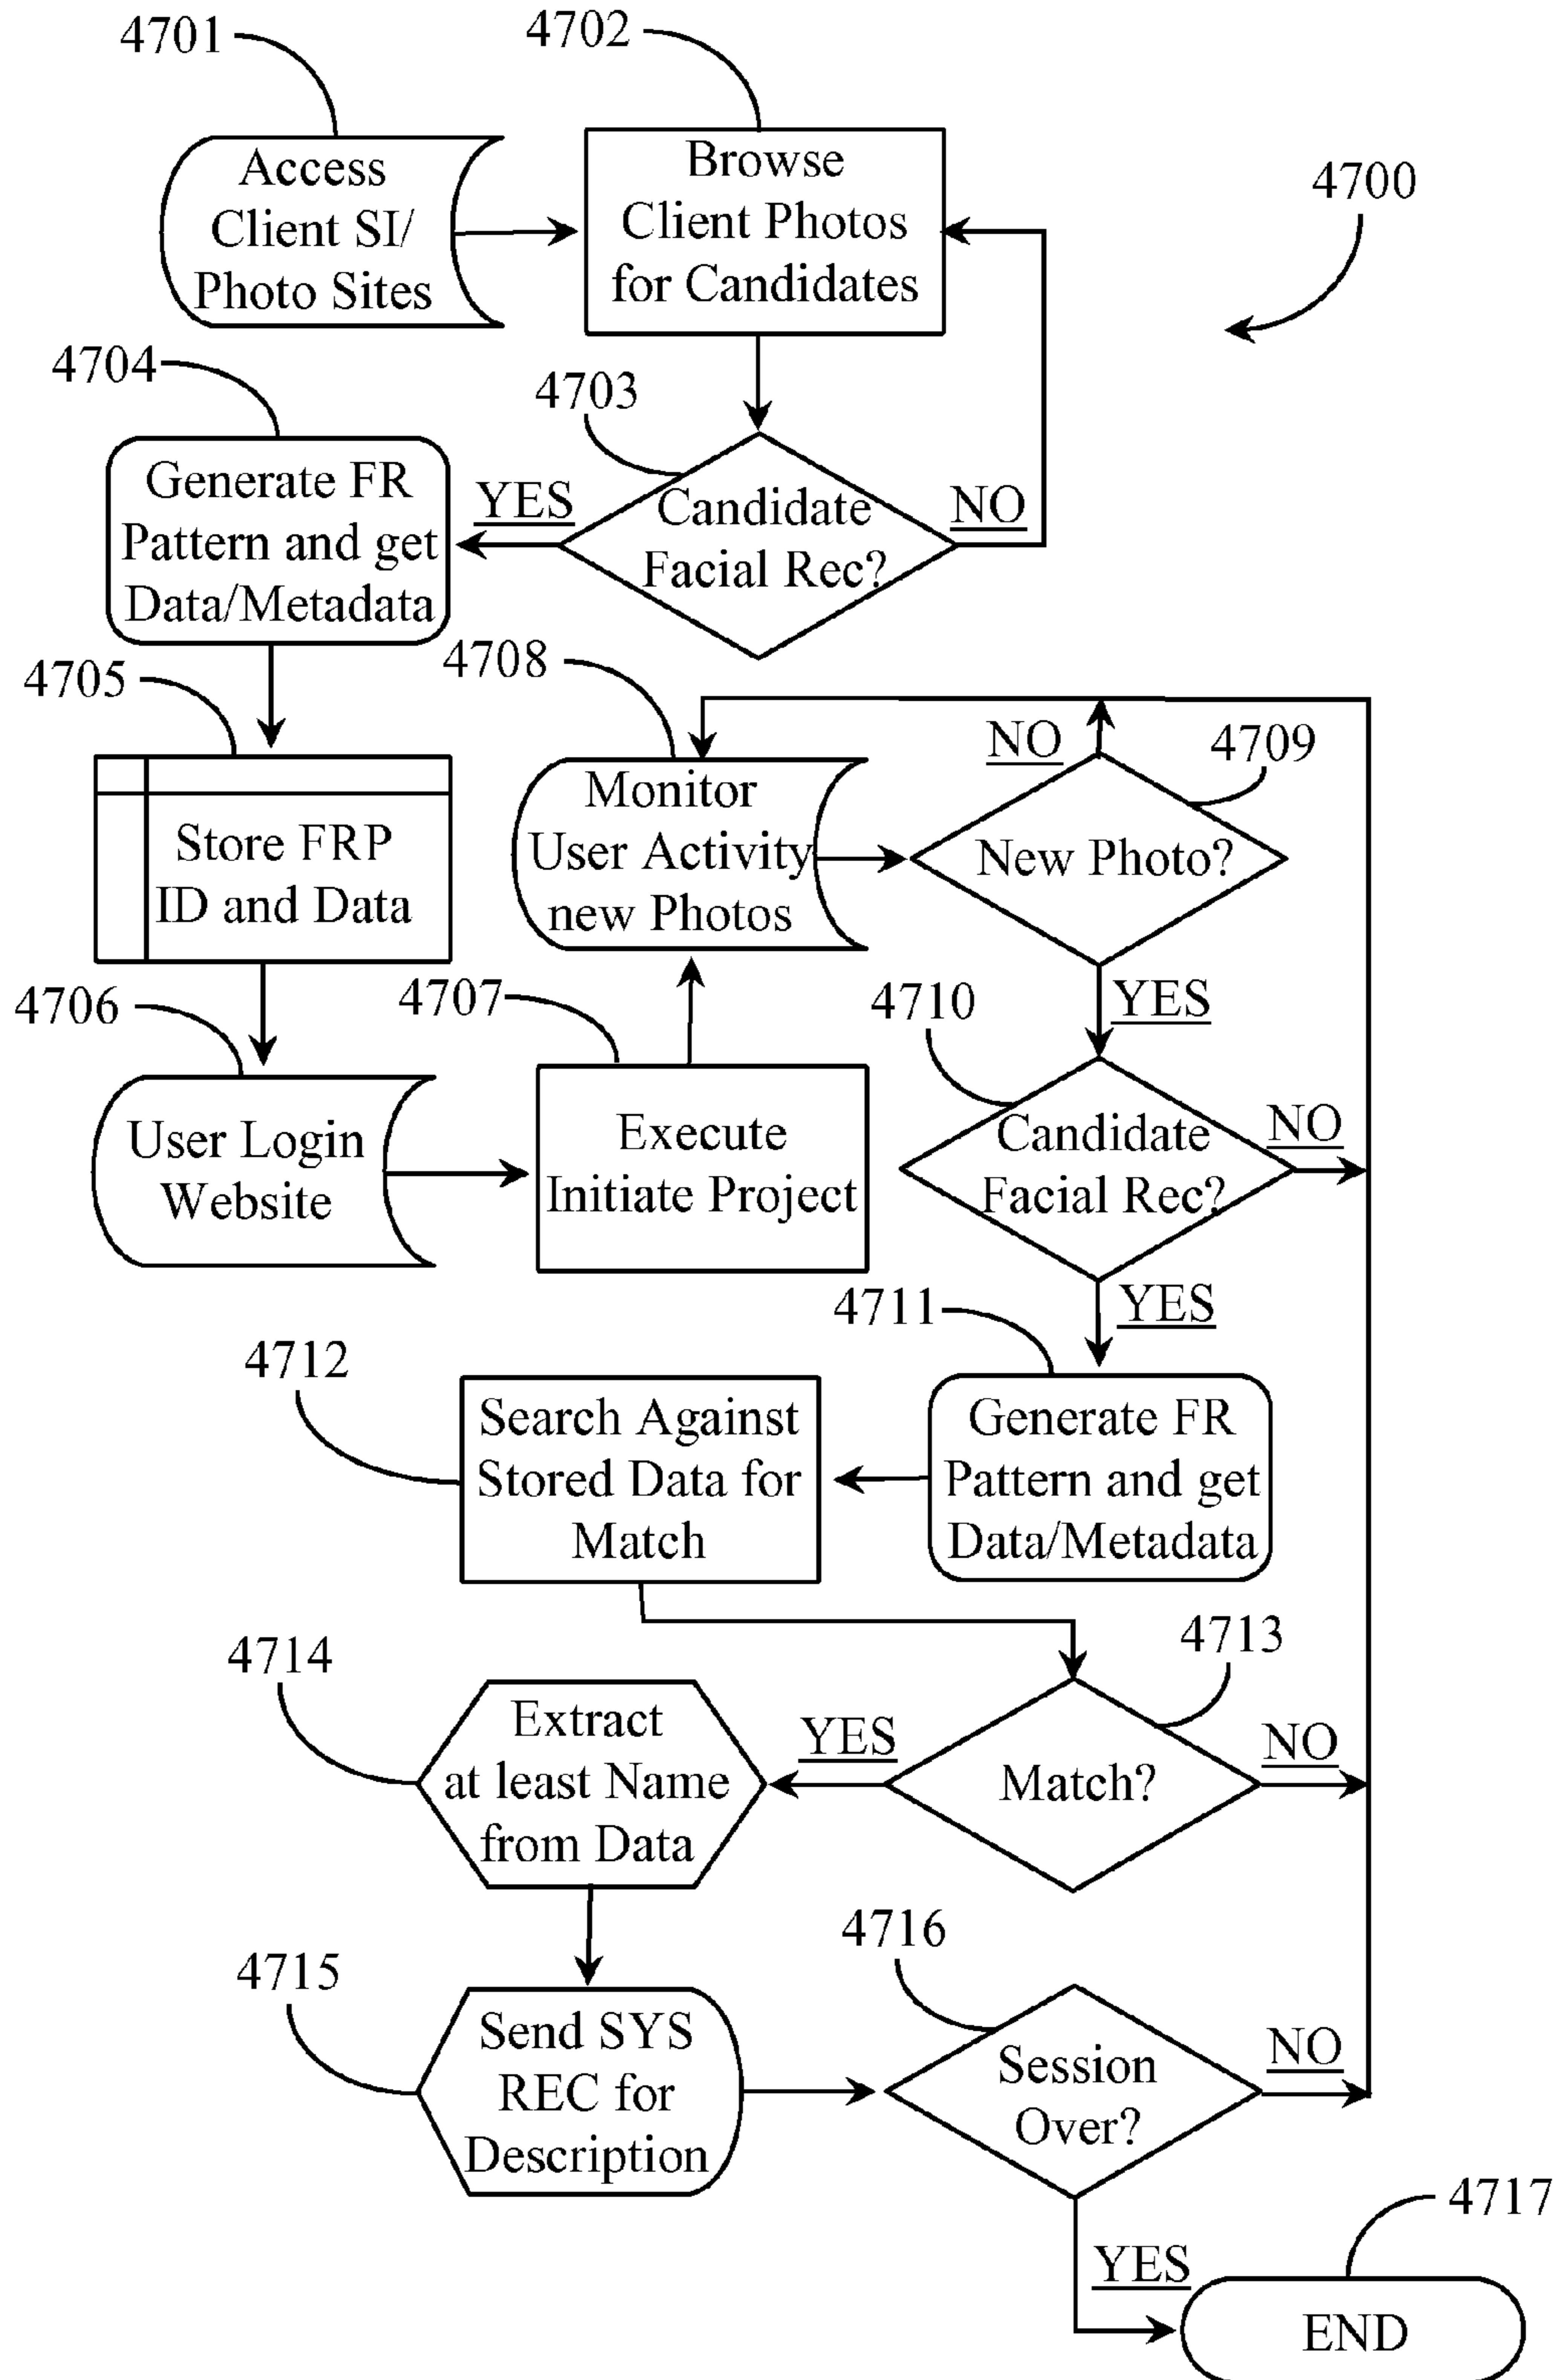 4701
4702
4700
Access
Client SI/
Photo Sites
Browse
Client Photos
for Candidates
4704
4703
Generate FR
Pattern and get
Data/Metadata
YES
Candidate
Facial Rec?
NO
4705
4708
Store FRP
ID and Data
Monitor
User Activity
new Photos
NO
4709
New Photo?
YES
4706
4707
4710
User Login
Website
Execute
Initiate Project
Candidate
Facial Rec?
NO
YES
4711
4712
Search Against
Stored Data for
Match
Generate FR
Pattern and get
Data/Metadata
4713
4714
Extract
at least Name
from Data
YES
Match?
NO
4715
4716
Send SYS
REC for
Description
Session
Over?
NO
YES
4717
END